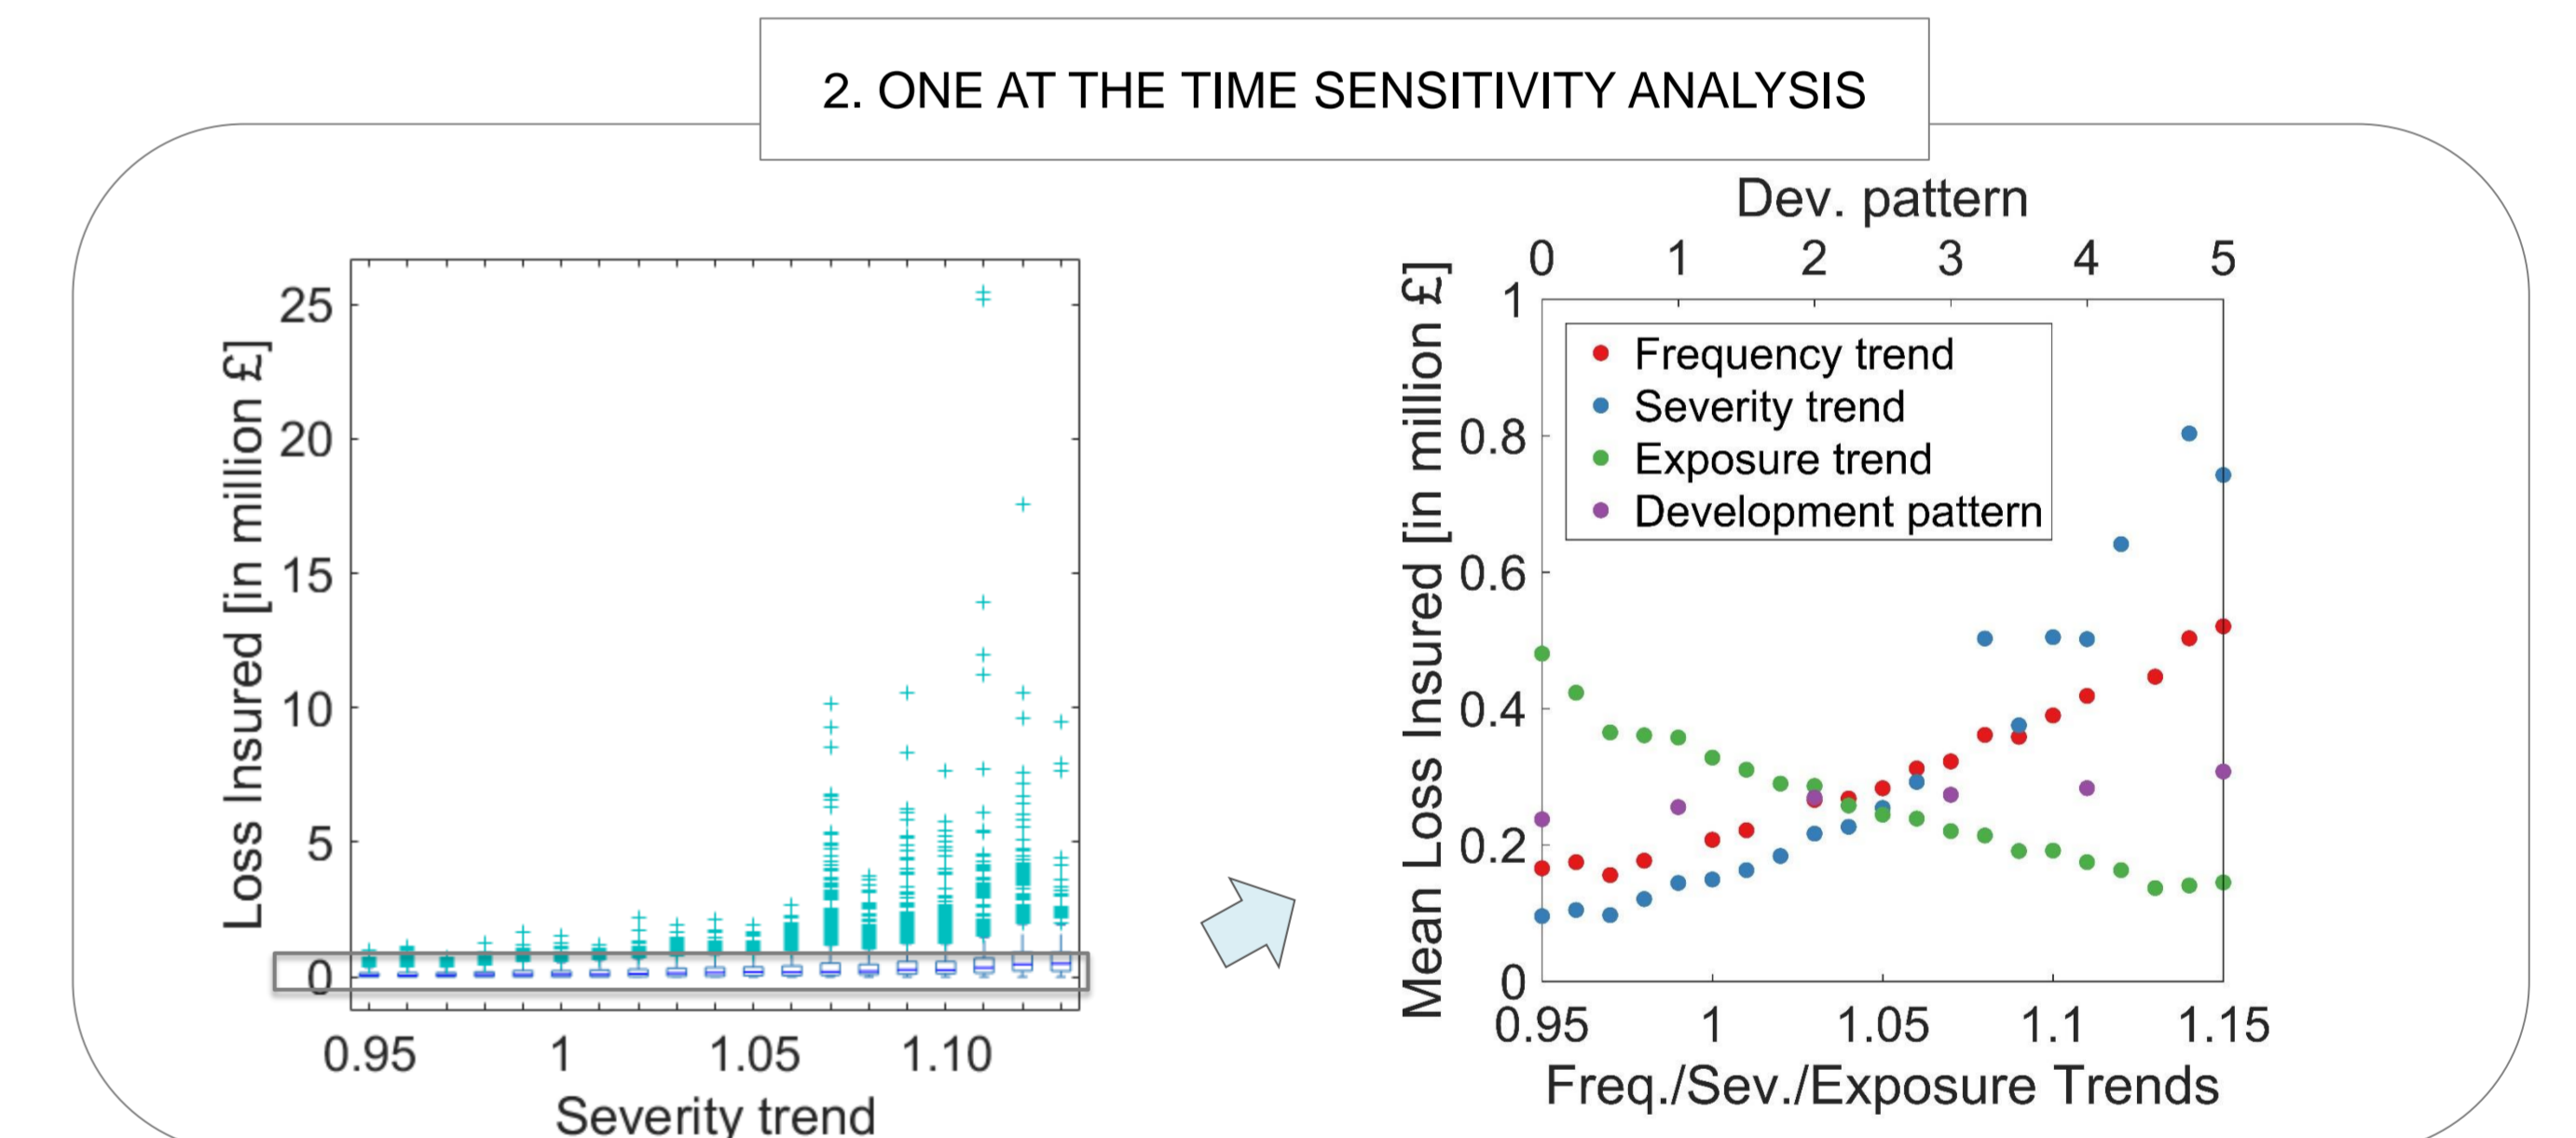 2. ONE AT THE TIME SENSITIVITY ANALYSIS
Loss Insured [in million £]
25
20
15
10
5
0
0.95 1 1.05 1.10
Severity trend
Dev. pattern
0 1 2 3 4 5
Mean Loss Insured [in million £]
1
0.8
0.6
0.4
0.2
0
Frequency trend
Severity trend
Exposure trend
Development pattern
0.95 1 1.05 1.1 1.15
Freq./Sev./Exposure Trends